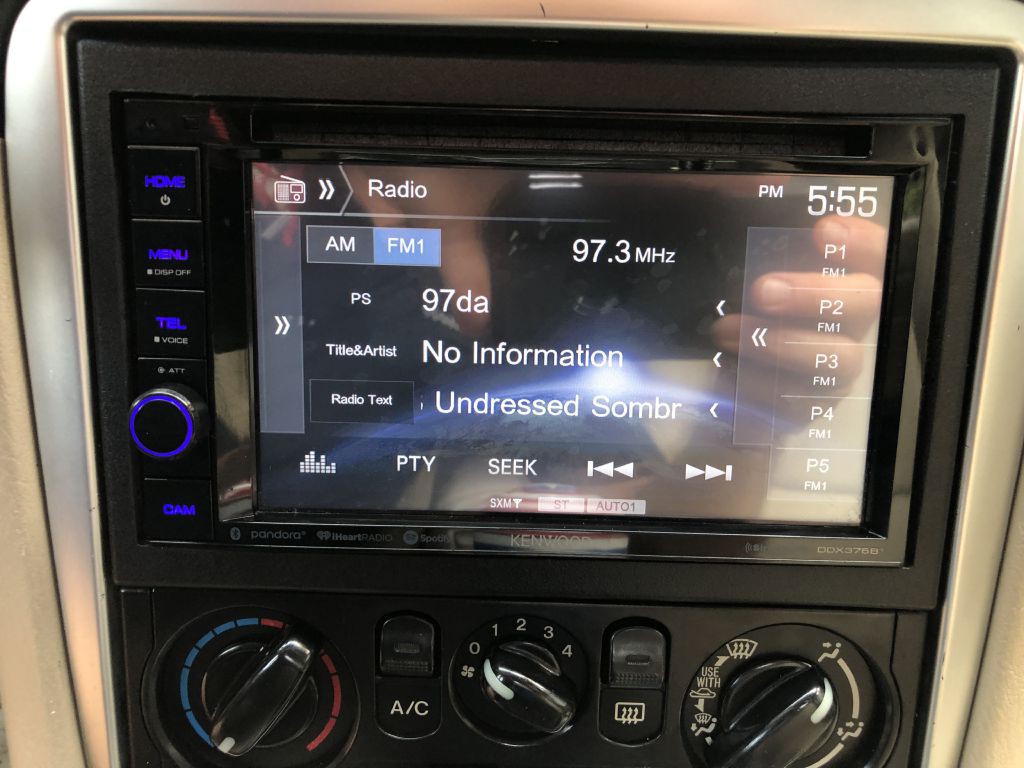 Radio
PM 5:55
HOME
AM FM1 97.3 MHz
P1
FM1
MENU
DISP OFF
PS 97da
P2
FM1
TEL
VOICE
Title&Artist No Information
P3
FM1
ATT
Radio Text Undressed Sombr
P4
FM1
PTY SEEK
P5
FM1
CAM
SXM ST AUTO1
pandora iHeartRADIO Spotify KENWOOD DDX376BT
0 1 2 3 4
A/C
USE
WITH